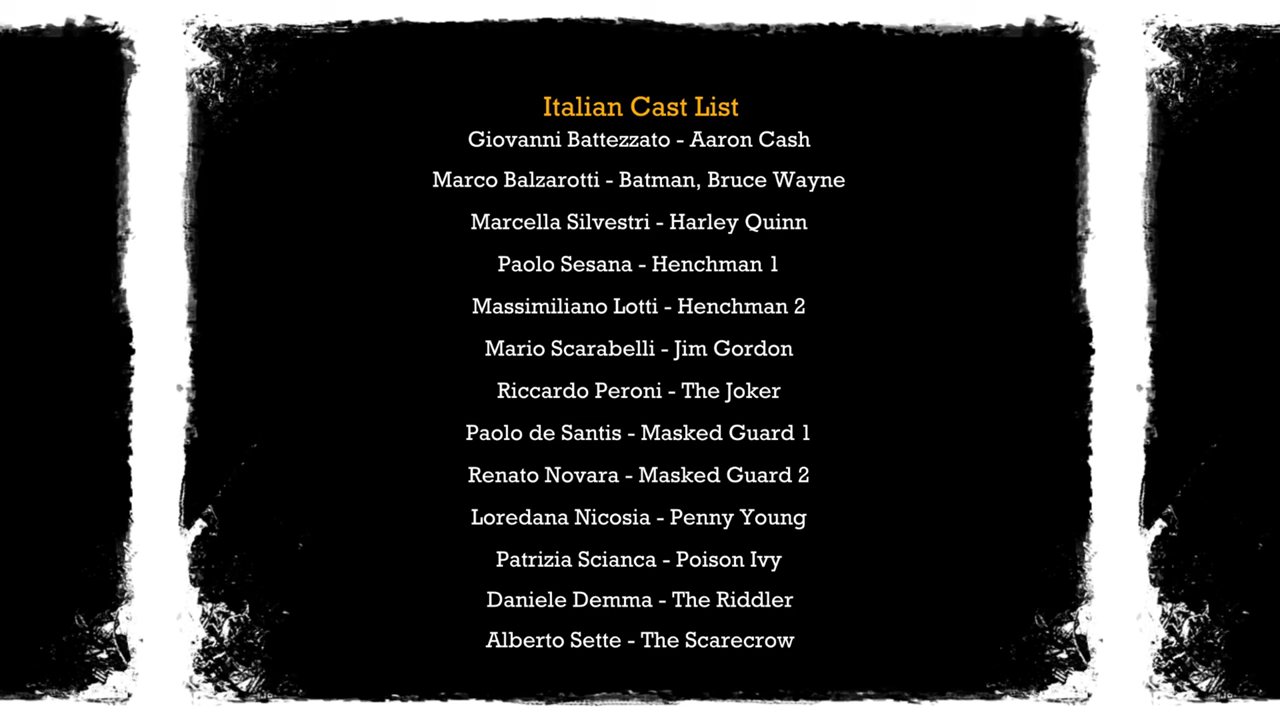 Italian Cast List
Giovanni Battezzato - Aaron Cash
Marco Balzarotti - Batman, Bruce Wayne
Marcella Silvestri - Harley Quinn
Paolo Sesana - Henchman 1
Massimiliano Lotti - Henchman 2
Mario Scarabelli - Jim Gordon
Riccardo Peroni - The Joker
Paolo de Santis - Masked Guard 1
Renato Novara - Masked Guard 2
Loredana Nicosia - Penny Young
Patrizia Scianca - Poison Ivy
Daniele Demma - The Riddler
Alberto Sette - The Scarecrow